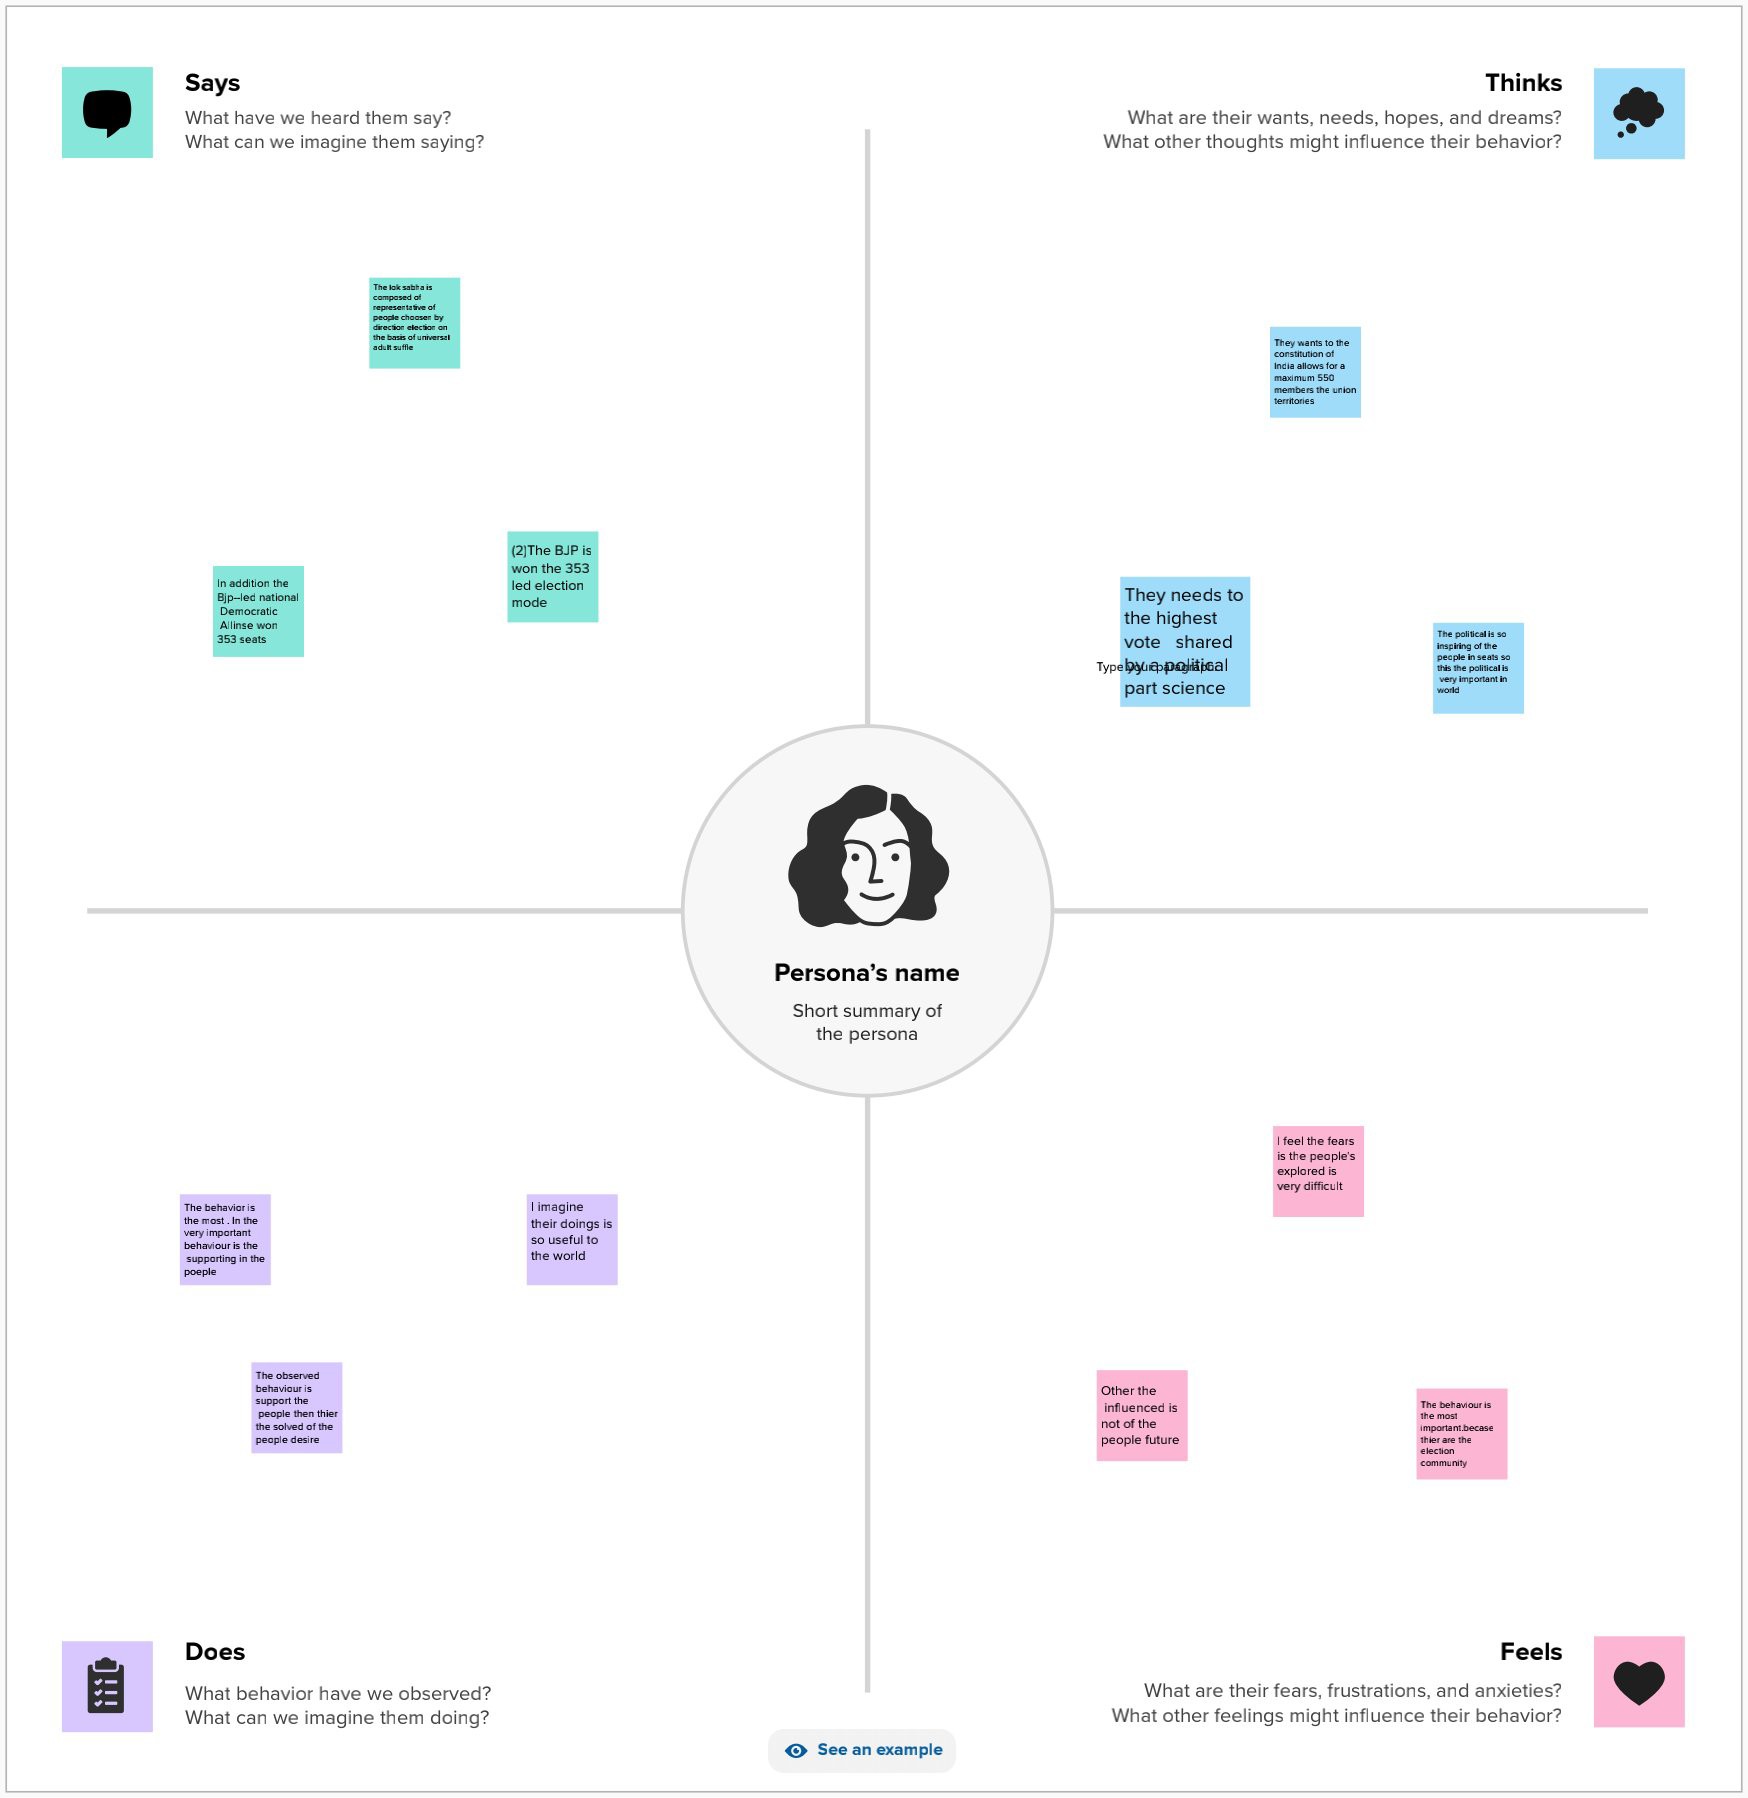 Says
What have we heard them say?
What can we imagine them saying?
Thinks
What are their wants, needs, hopes, and dreams?
What other thoughts might influence their behavior?
The lok sabha is
composed of
representative of
people choosen by
direction election on
the basis of universal
adult suffle
In addition the
Bjp–led national
Democratic
Allinse won
353 seats
(2)The BJP is
won the 353
led election
mode
They wants to the
constitution of
India allows for a
maximum 550
members the union
territories
They needs to
the highest
vote shared
by a political
part science
Type your paragraph...
The political is so
inspiring of the
people in seats so
this the political is
very important in
world
Persona’s name
Short summary of
the persona
The behavior is
the most . In the
very important
behaviour is the
supporting in the
poeple
I imagine
their doings is
so useful to
the world
The observed
behaviour is
support the
people then thier
the solved of the
people desire
I feel the fears
is the people's
explored is
very difficult
Other the
influenced is
not of the
people future
The behaviour is
the most
important.becase
thier are the
election
community
Does
What behavior have we observed?
What can we imagine them doing?
Feels
What are their fears, frustrations, and anxieties?
What other feelings might influence their behavior?
See an example